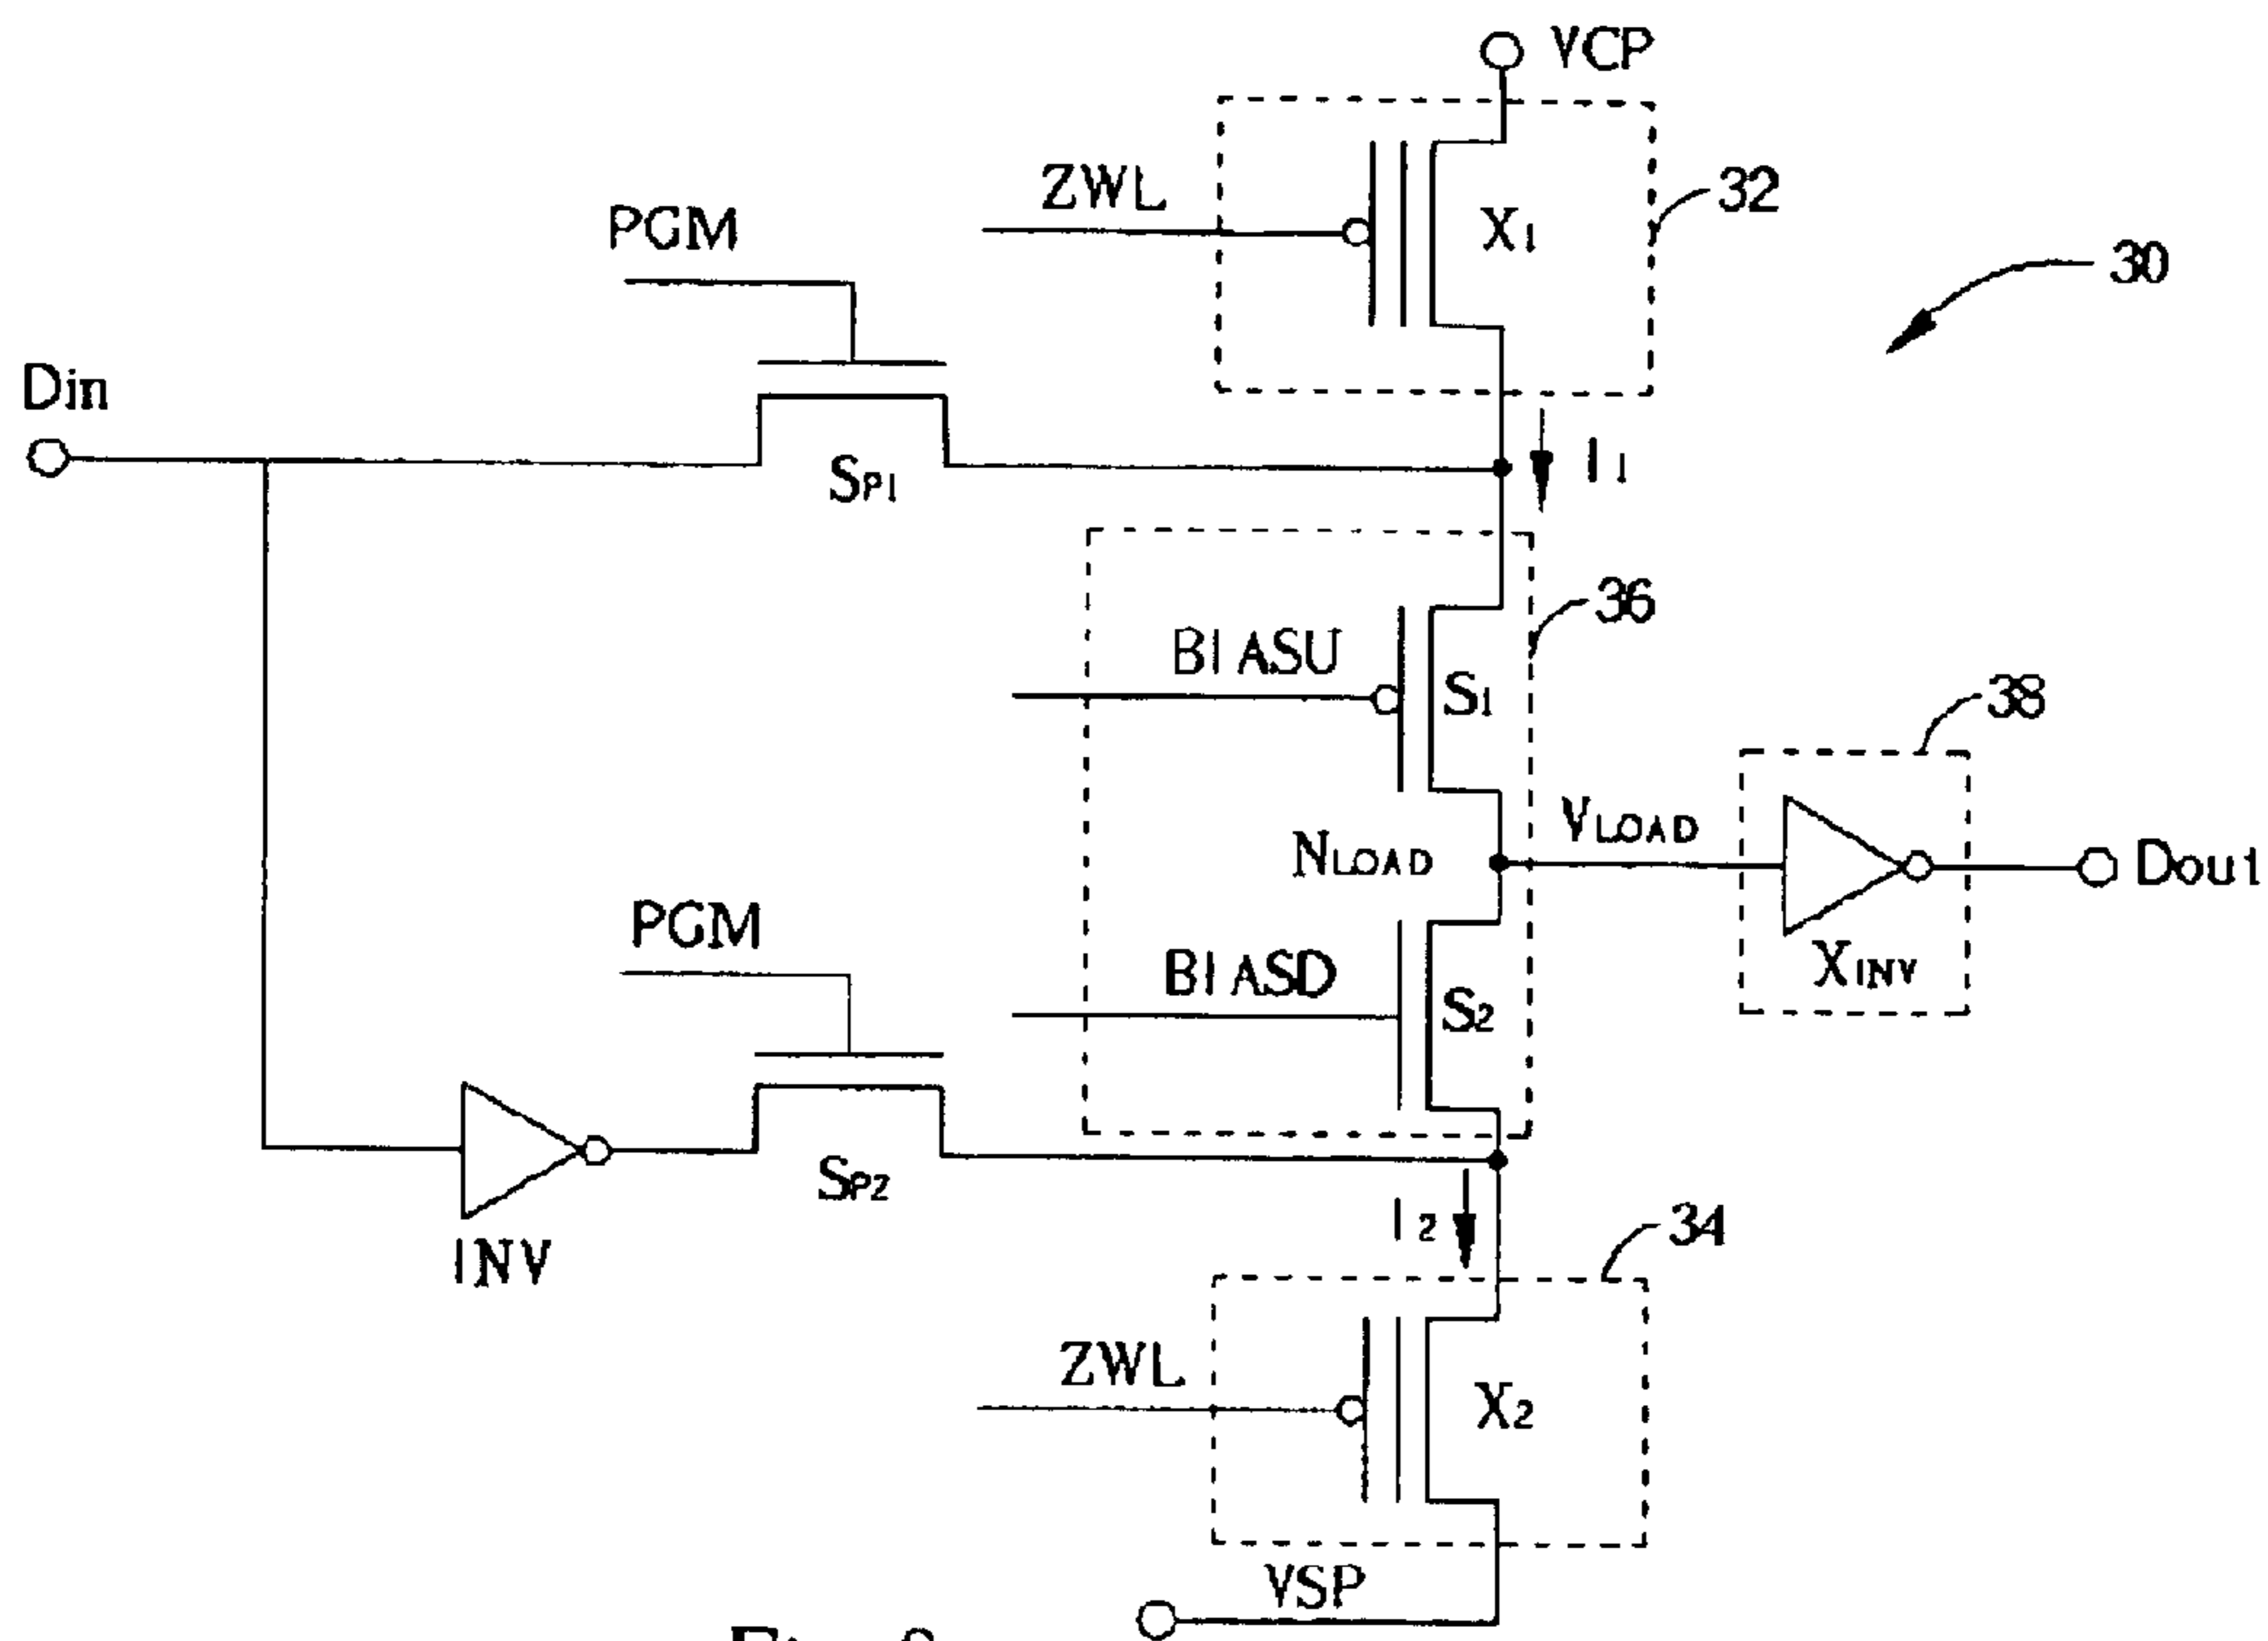 VCP
ZWL
X1
32
PGM
30
Din
SP1
I1
36
BIASU
S1
38
VLOAD
NLOAD
Dout
PGM
BIASD
S2
XINV
SP2
I2
34
INV
ZWL
X2
VSP